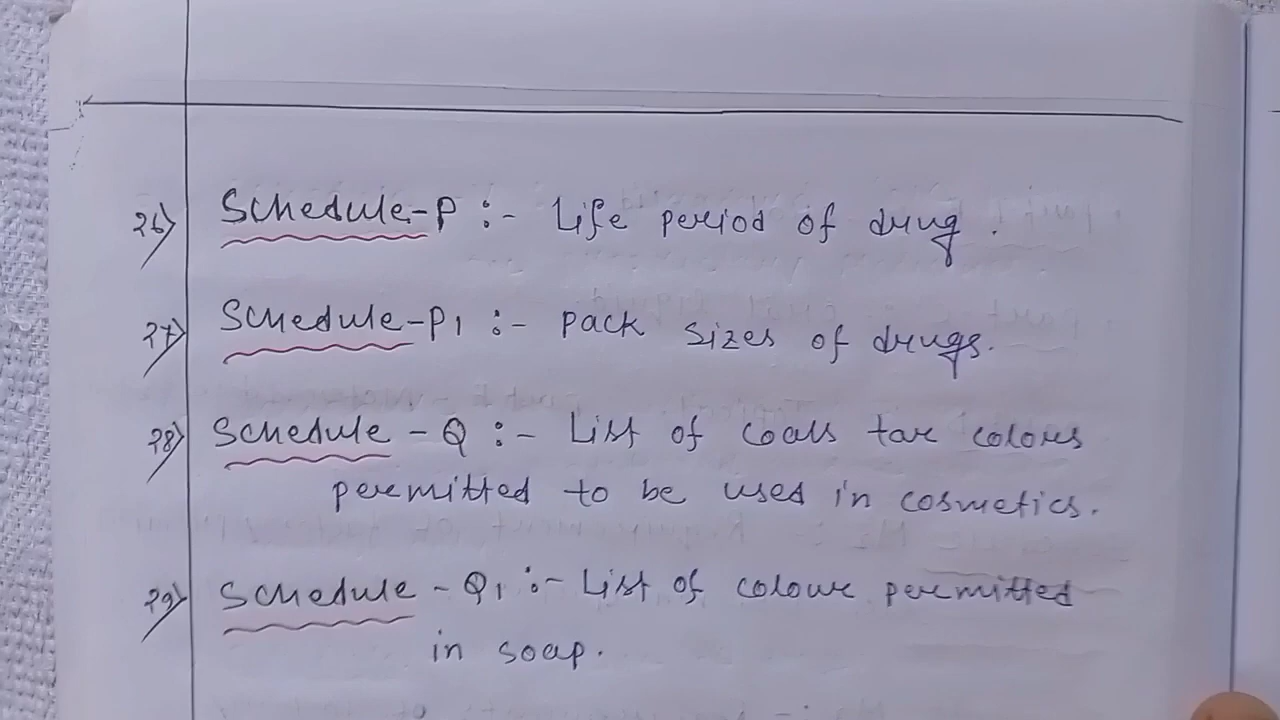 26) Schedule-P :- Life period of drug.
27) Schedule-P1 :- Pack sizes of drugs.
28) Schedule - Q :- List of coals tar colores
permitted to be used in cosmetics.
29) Schedule - Q1 :- List of colour permitted
in soap.